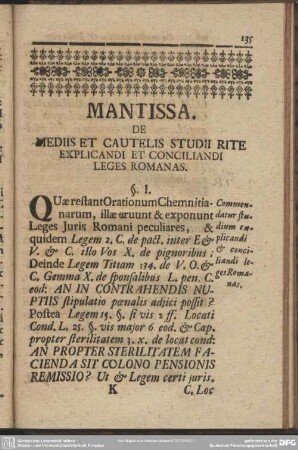 135
MANTISSA.
DE
MEDIIS ET CAUTELIS STUDII RITE
EXPLICANDI ET CONCILIANDI
LEGES ROMANAS.
§. I.
QUæ restant Orationum Chemnitia-
narum, illæ eruunt & exponunt
Leges Juris Romani peculiares, &
quidem Legem 2, C. de pact. inter E &
V. & C. illo Vos X. de pignoribus.
Deinde Legem Titiam 134. de V. O. &
C. Gemma X. de sponsalibus L. pen. C.
eod: AN IN CONTRAHENDIS NU-
PTIIS stipulatio pœnalis adjici possit?
Postea Legem 15. §. si vis 2 ff. Locati
Cond. L. 25. §. vis major 6 eod. & Cap.
propter sterilitatem 3. x. de locat cond:
AN PROPTER STERILITATEM FA-
CIENDA SIT COLONO PENSIONIS
REMISSIO? Ut & Legem certi juris.
K
C. Loc
Commen-
datur stu-
dium ex-
plicandi
& conci-
liandi le-
ges Roma-
nas.